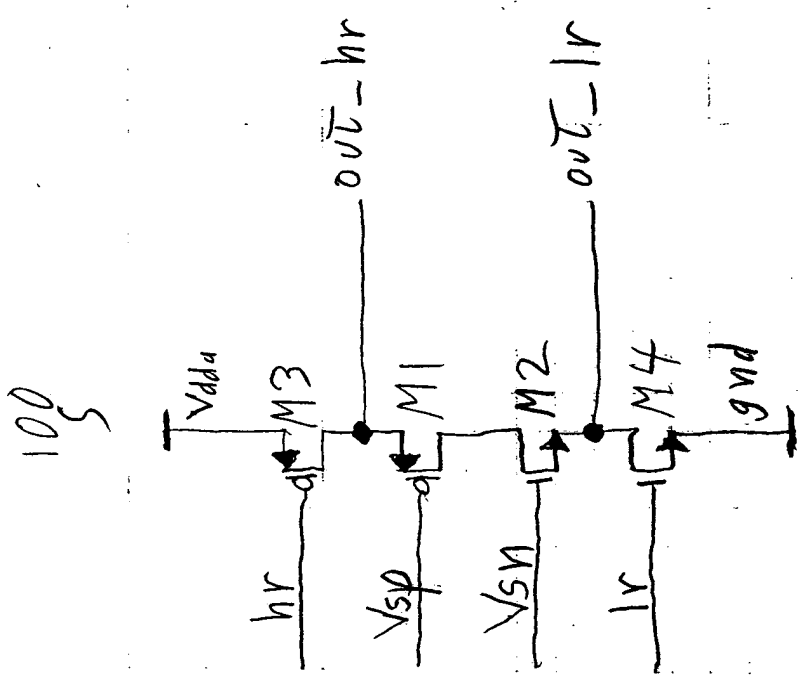 100
Vdda
hr
M3
out_hr
Vsp
M1
Vsn
M2
out_lr
lr
M4
gnd